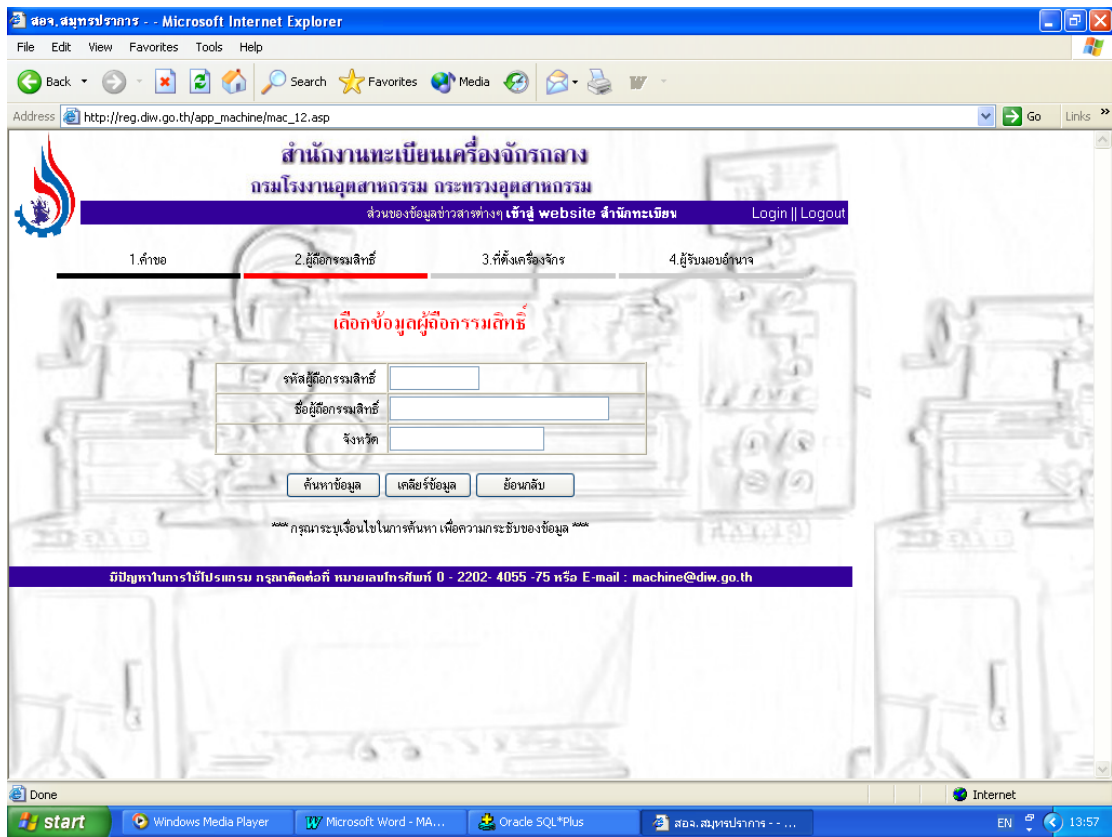 สอจ.สมุทรปราการ - - Microsoft Internet Explorer
File Edit View Favorites Tools Help
Back Search Favorites Media
Address http://reg.diw.go.th/app_machine/mac_12.asp Go Links
สำนักงานทะเบียนเครื่องจักรกลาง
กรมโรงงานอุตสาหกรรม กระทรวงอุตสาหกรรม
ส่วนของข้อมูลข่าวสารต่างๆ เข้าสู่ website สำนักทะเบียน Login || Logout
1.คำขอ 2.ผู้ถือกรรมสิทธิ์ 3.ที่ตั้งเครื่องจักร 4.ผู้รับมอบอำนาจ
เลือกข้อมูลผู้ถือกรรมสิทธิ์
รหัสผู้ถือกรรมสิทธิ์
ชื่อผู้ถือกรรมสิทธิ์
จังหวัด
ค้นหาข้อมูล เคลียร์ข้อมูล ย้อนกลับ
*** กรุณาระบุเงื่อนไขในการค้นหา เพื่อความกระชับของข้อมูล ***
มีปัญหาในการใช้โปรแกรม กรุณาติดต่อที่ หมายเลขโทรศัพท์ 0 - 2202- 4055 -75 หรือ E-mail : machine@diw.go.th
Done Internet
start Windows Media Player Microsoft Word - MA... Oracle SQL*Plus สอจ.สมุทรปราการ - - ... EN 13:57